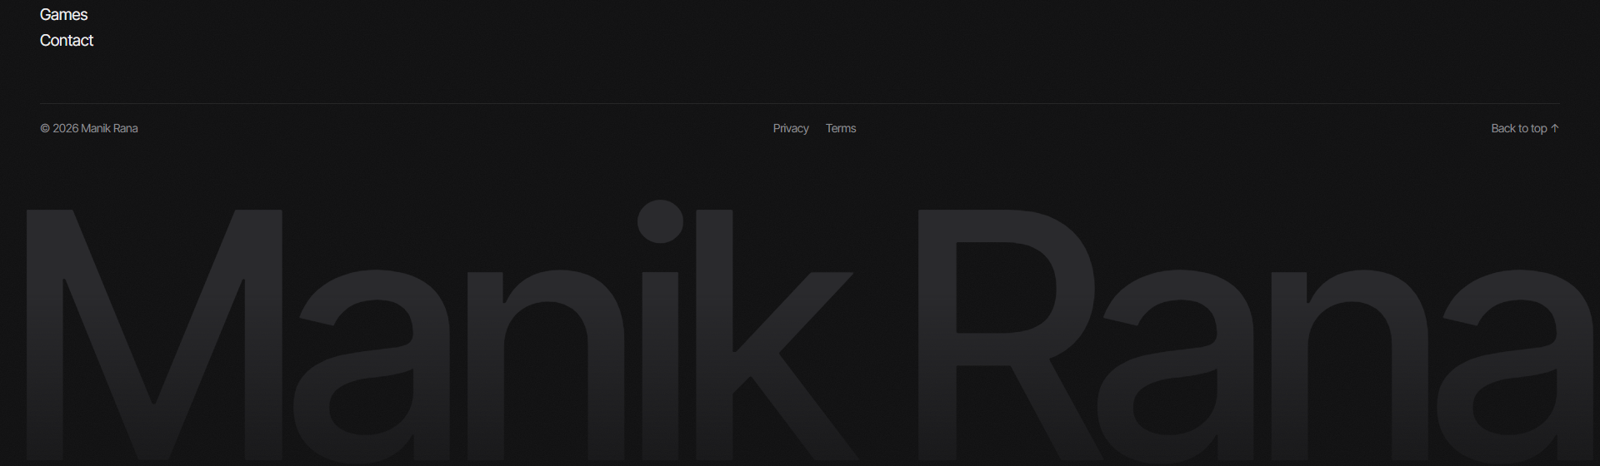 Games
Contact
© 2026 Manik Rana
Privacy
Terms
Back to top ↑
Manik Rana